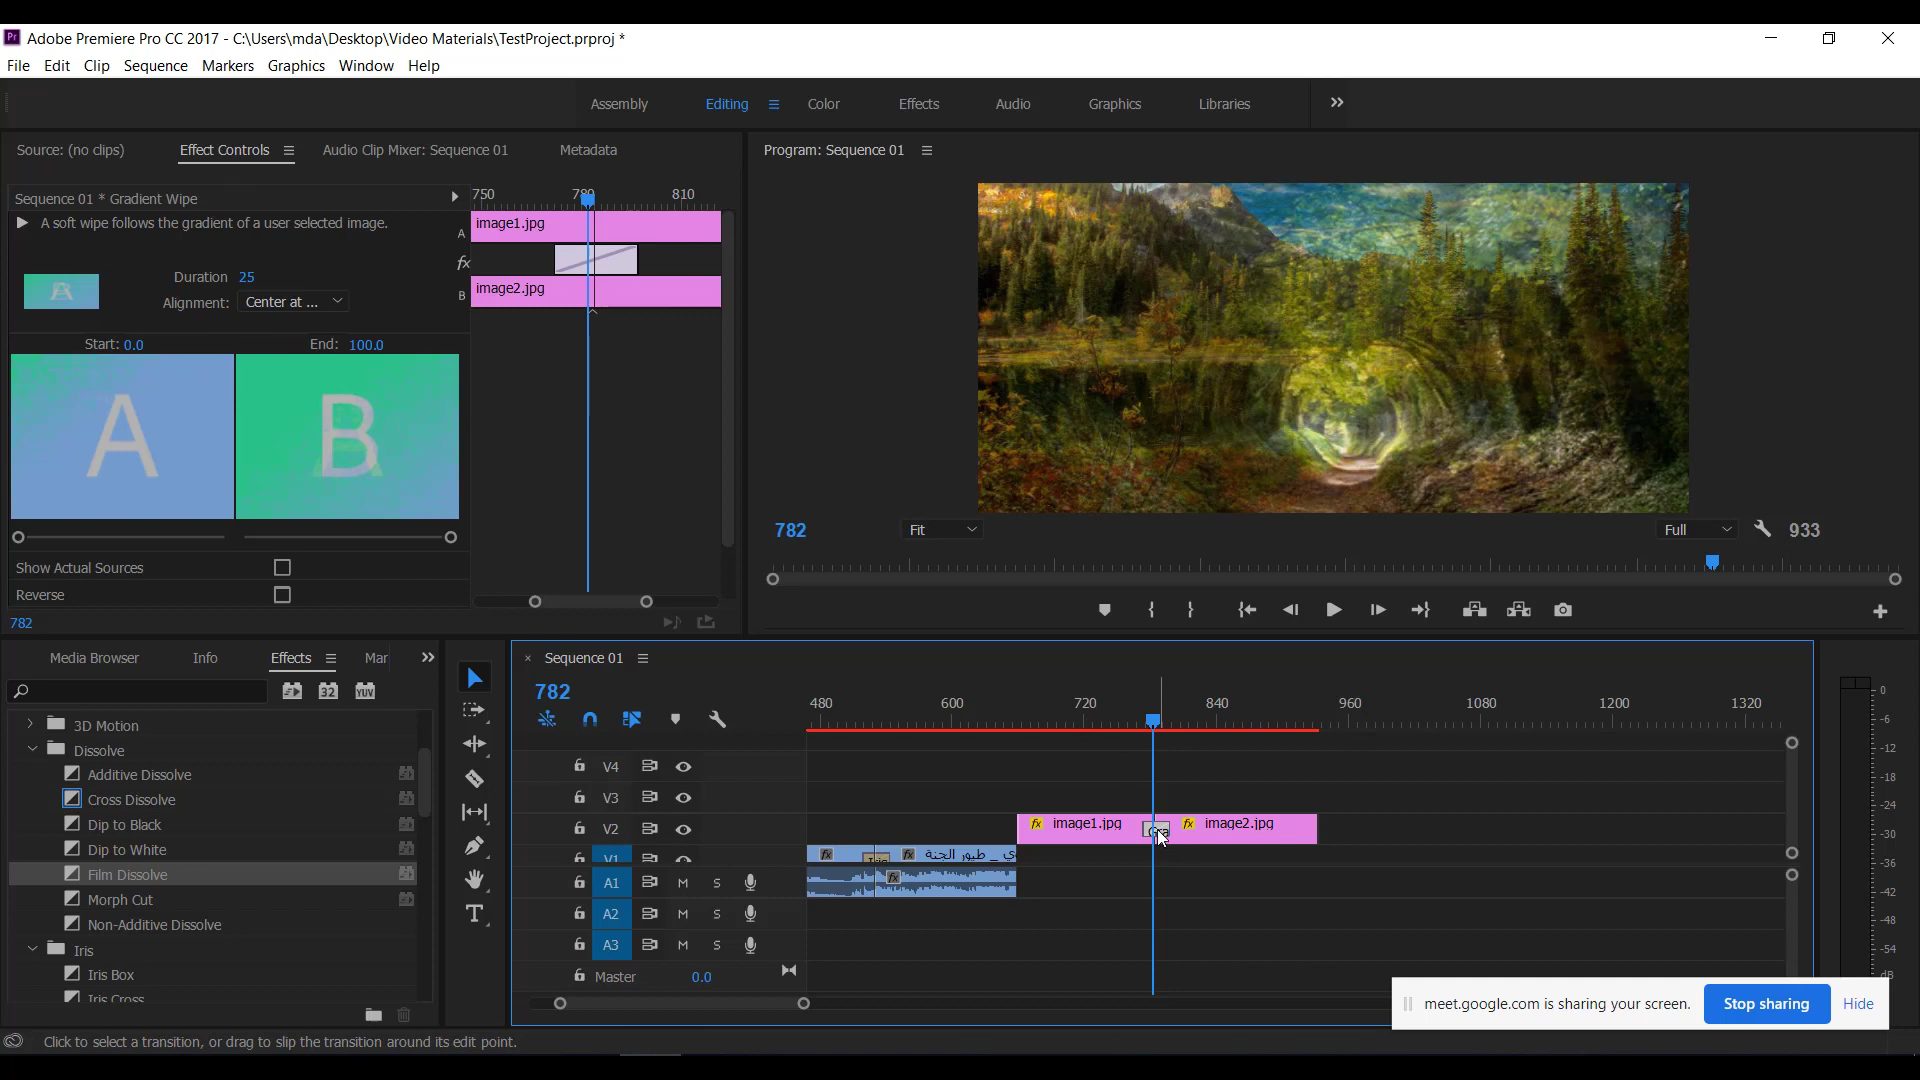 Adobe Premiere Pro CC 2017 - C:\Users\mda\Desktop\Video Materials\TestProject.prproj *
File Edit Clip Sequence Markers Graphics Window Help
Assembly Editing Color Effects Audio Graphics Libraries
Source: (no clips) Effect Controls Audio Clip Mixer: Sequence 01 Metadata
Program: Sequence 01
Sequence 01 * Gradient Wipe
750 780 810
A soft wipe follows the gradient of a user selected image.
A image1.jpg
fx
B image2.jpg
Duration 25
Alignment: Center at ...
Start: 0.0 End: 100.0
A B
Show Actual Sources
Reverse
782
782 Fit Full 933
Media Browser Info Effects Mar
32 YUV
3D Motion
Dissolve
Additive Dissolve
Cross Dissolve
Dip to Black
Dip to White
Film Dissolve
Morph Cut
Non-Additive Dissolve
Iris
Iris Box
Iris Cross
Sequence 01
782
480 600 720 840 960 1080 1200 1320
V4
V3
V2 fx image1.jpg Gra fx image2.jpg
V1 fx Iris fx ي _ طيور الجنة
A1 M S fx
A2 M S
A3 M S
Master 0.0
0
-6
-12
-18
-24
-30
-36
-42
-48
-54
dB
meet.google.com is sharing your screen. Stop sharing Hide
Click to select a transition, or drag to slip the transition around its edit point.